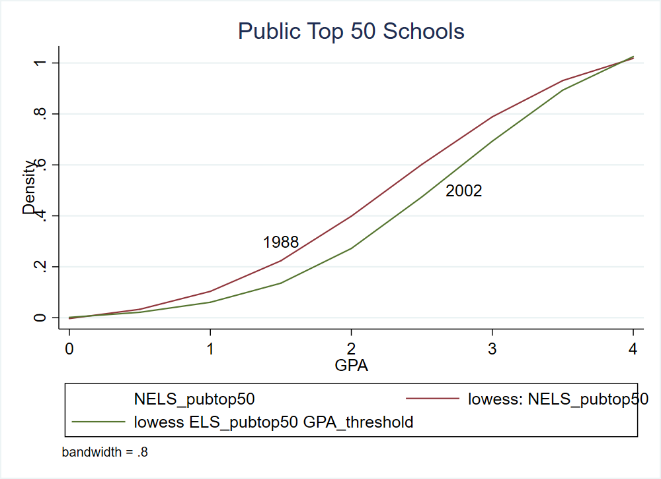 Public Top 50 Schools
Density
1
.8
.6
.4
.2
0
2002
1988
0 1 2 3 4
GPA
NELS_pubtop50 lowess: NELS_pubtop50
lowess ELS_pubtop50 GPA_threshold
bandwidth = .8